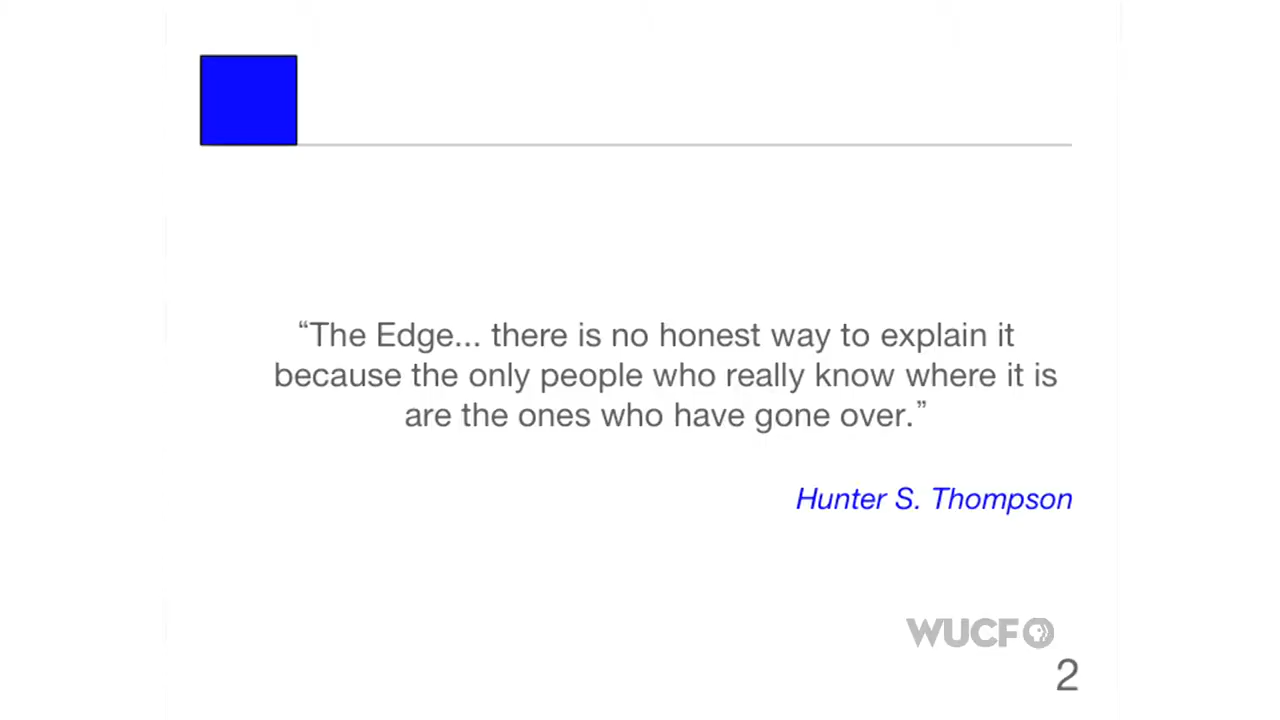 “The Edge... there is no honest way to explain it
because the only people who really know where it is
are the ones who have gone over.”
Hunter S. Thompson
WUCF
2